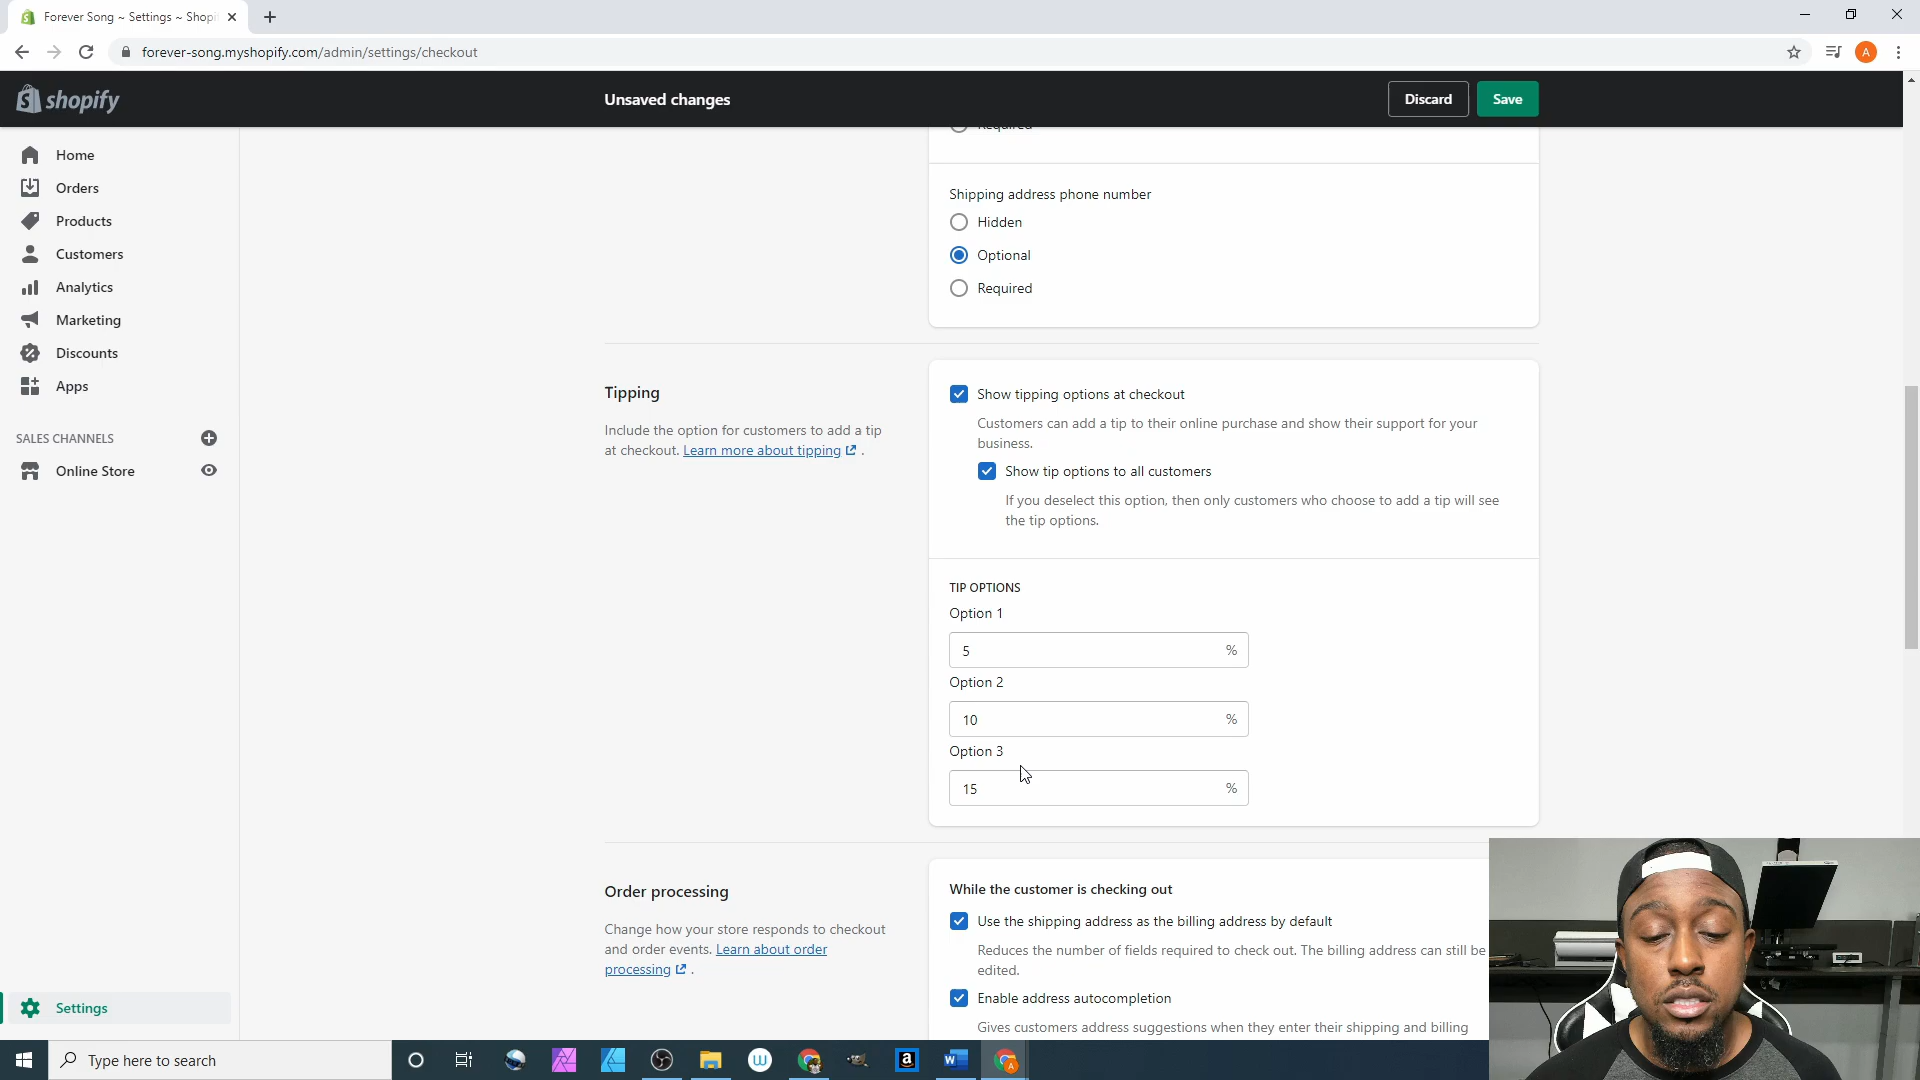 Forever Song ~ Settings ~ Shopi
forever-song.myshopify.com/admin/settings/checkout
A
shopify
Unsaved changes
Discard
Save
Home
Orders
Products
Customers
Analytics
Marketing
Discounts
Apps
SALES CHANNELS
Online Store
Settings
Required
Shipping address phone number
Hidden
Optional
Required
Tipping
Include the option for customers to add a tip
at checkout. Learn more about tipping .
Show tipping options at checkout
Customers can add a tip to their online purchase and show their support for your
business.
Show tip options to all customers
If you deselect this option, then only customers who choose to add a tip will see
the tip options.
TIP OPTIONS
Option 1
5 %
Option 2
10 %
Option 3
15 %
Order processing
Change how your store responds to checkout
and order events. Learn about order
processing .
While the customer is checking out
Use the shipping address as the billing address by default
Reduces the number of fields required to check out. The billing address can still be
edited.
Enable address autocompletion
Gives customers address suggestions when they enter their shipping and billing
Type here to search